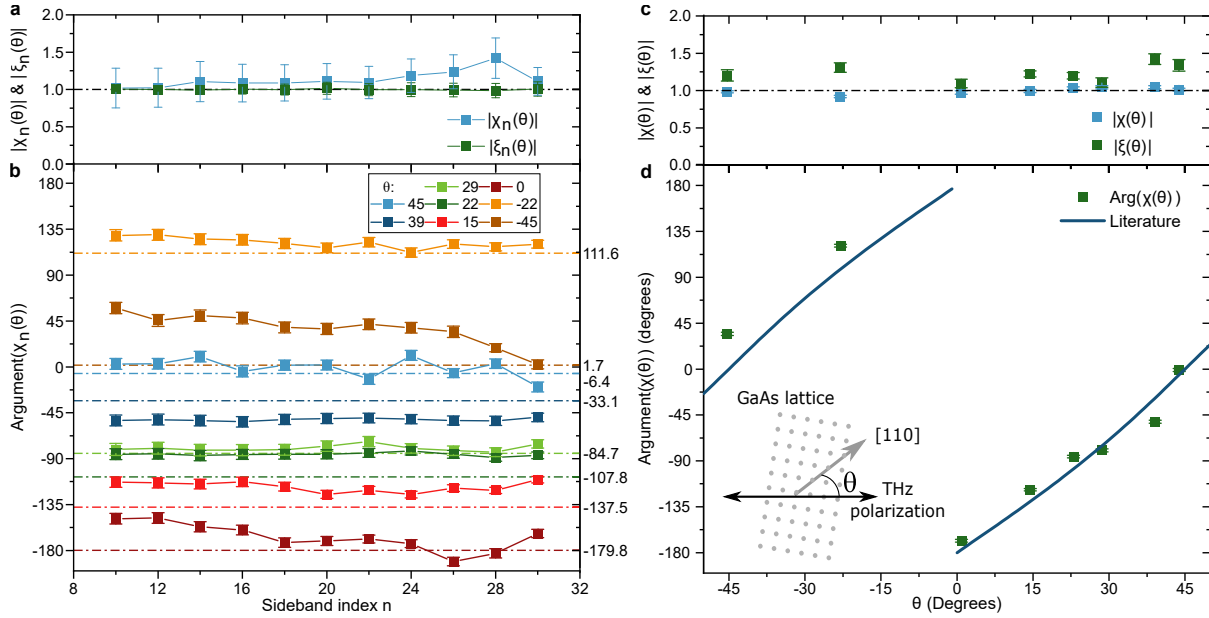 a
2.0
1.5
1.0
0.5
0.0
|χn(θ)| & |ξn(θ)|
|χn(θ)|
|ξn(θ)|
b
180
135
90
45
0
-45
-90
-135
-180
Argument(χn(θ))
θ:
29
0
45
22
-22
39
15
-45
111.6
1.7
-6.4
-33.1
-84.7
-107.8
-137.5
-179.8
8
12
16
20
24
28
32
Sideband index n
c
2.0
1.5
1.0
0.5
0.0
|χ(θ)| & |ξ(θ)|
|χ(θ)|
|ξ(θ)|
d
180
135
90
45
0
-45
-90
-135
-180
Argument(χ(θ)) (degrees)
Arg(χ(θ))
Literature
GaAs lattice
[110]
θ
THz
polarization
-45
-30
-15
0
15
30
45
θ (Degrees)